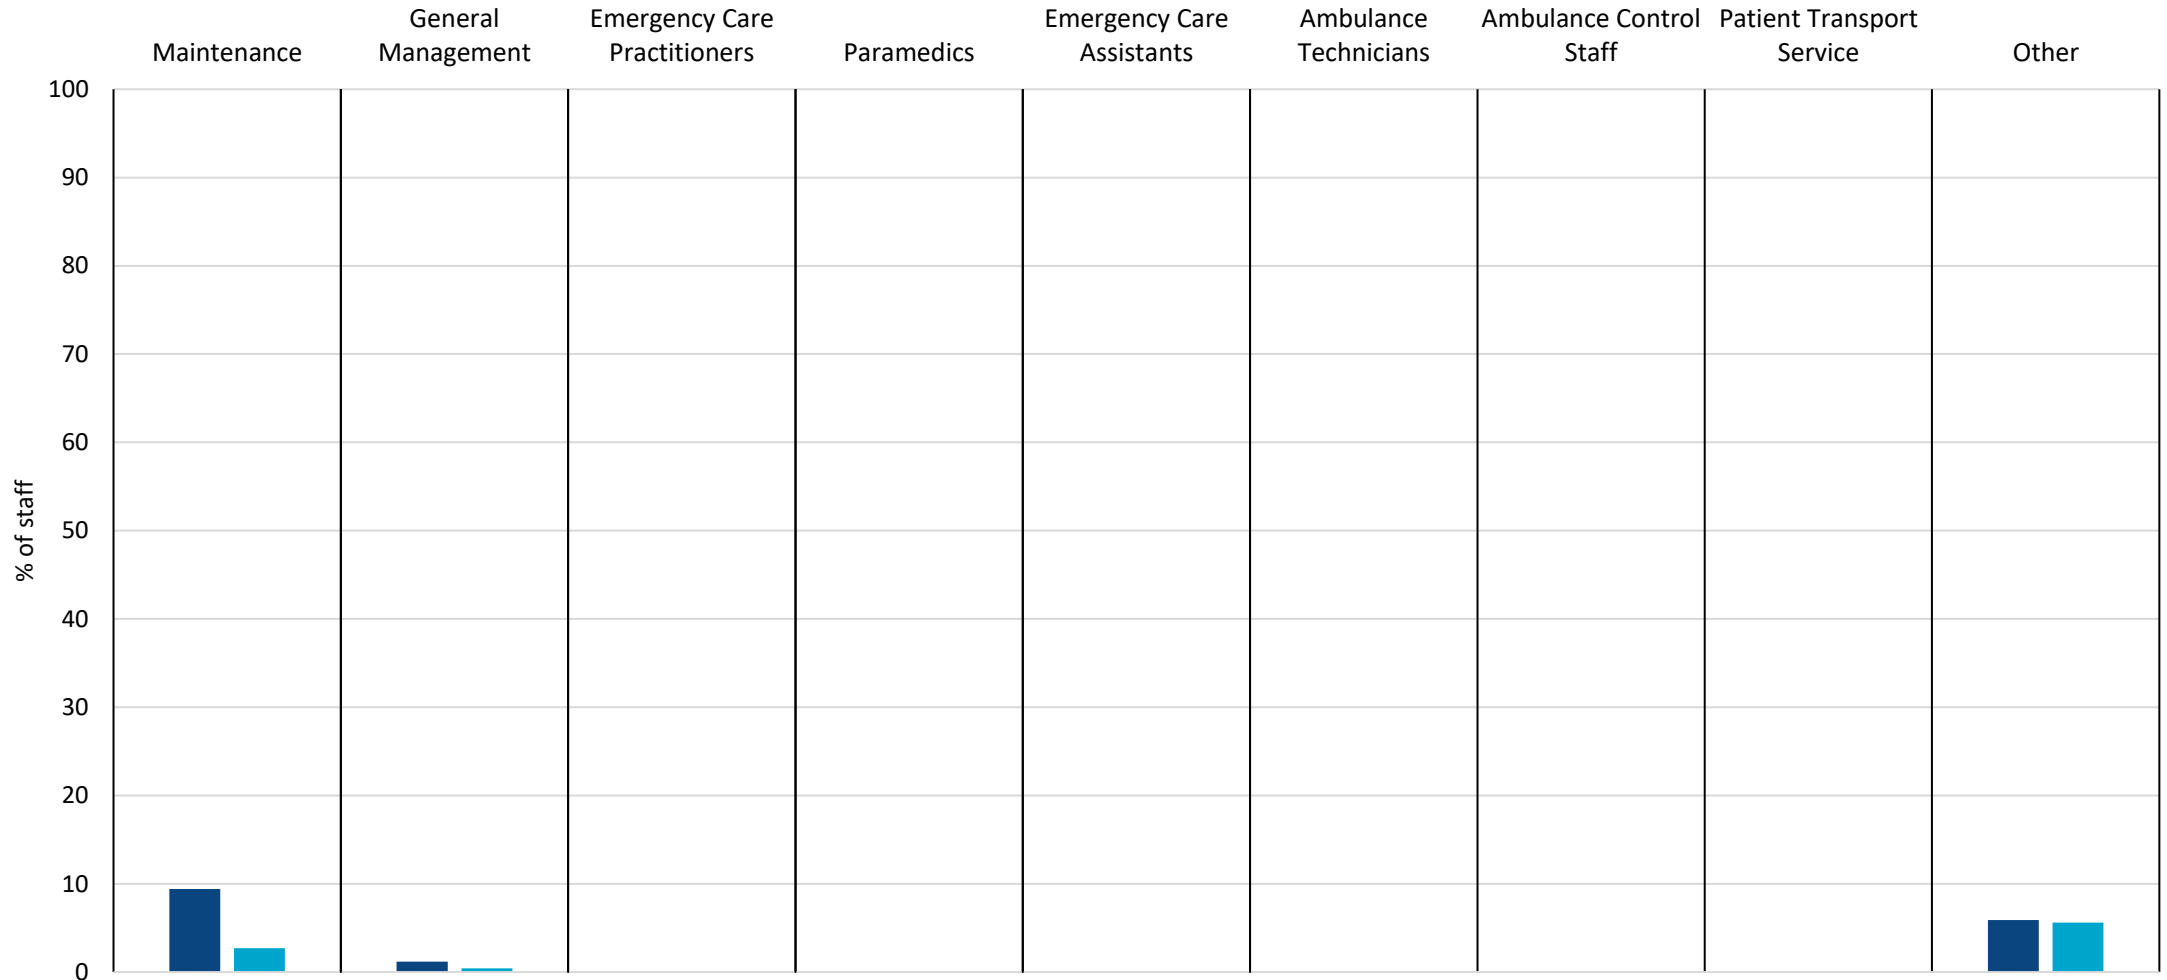 Maintenance
General
Management
Emergency Care
Practitioners
Paramedics
Emergency Care
Assistants
Ambulance
Technicians
Ambulance Control
Staff
Patient Transport
Service
Other
100
90
80
70
60
50
40
30
20
10
0
% of staff